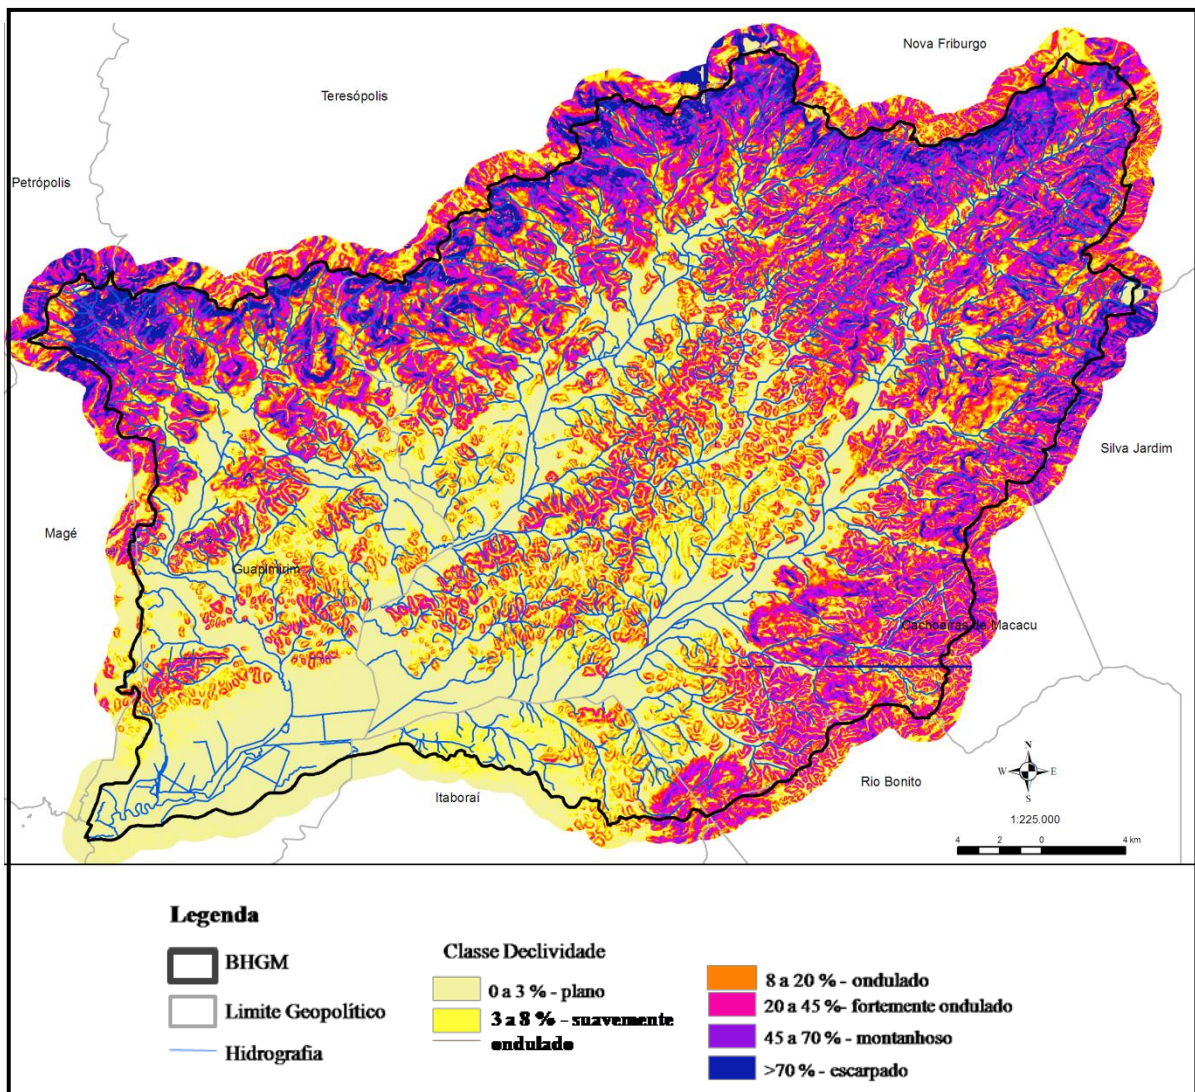 Nova Friburgo
Teresópolis
Petrópolis
Silva Jardim
Magé
Guapimirim
Cachoeiras de Macacu
Rio Bonito
Itaboraí
N
W E
S
1:225.000
4 2 0 4 km
Legenda
BHGM
Limite Geopolítico
Hidrografia
Classe Declividade
0 a 3 % - plano
3 a 8 % - suavemente
ondulado
8 a 20 % - ondulado
20 a 45 %- fortemente ondulado
45 a 70 % - montanhoso
>70 % - escarpado